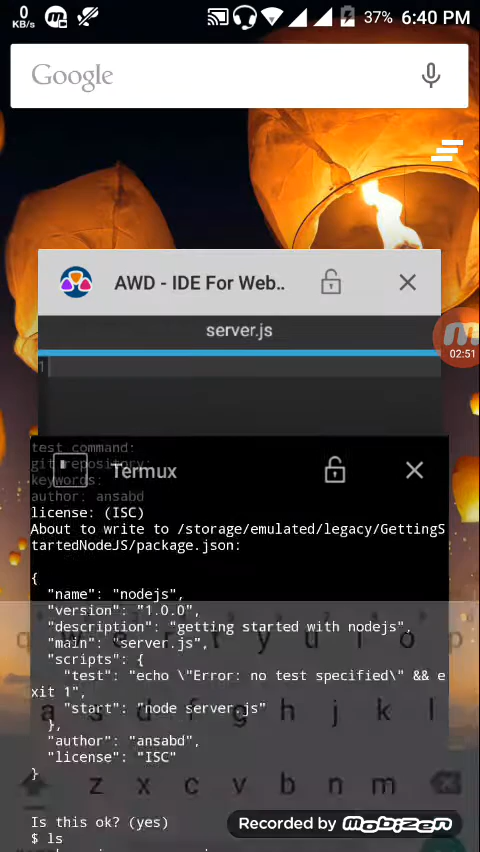 0
KB/s
37% 6:40 PM
Google
AWD - IDE For Web..
server.js
02:51
1
test command:
git repository:
keywords:
Termux
author: ansabd
license: (ISC)
About to write to /storage/emulated/legacy/GettingS
tartedNodeJS/package.json:
{
"name": "nodejs",
"version": "1.0.0",
"description": "getting started with nodejs",
"main": "server.js",
"scripts": {
"test": "echo \"Error: no test specified\" && e
xit 1",
"start": "node server.js"
},
"author": "ansabd",
"license": "ISC"
}
q w e r t y u i o p
a s d f g h j k l
z x c v b n m
Is this ok? (yes)
$ ls
Recorded by mobizen